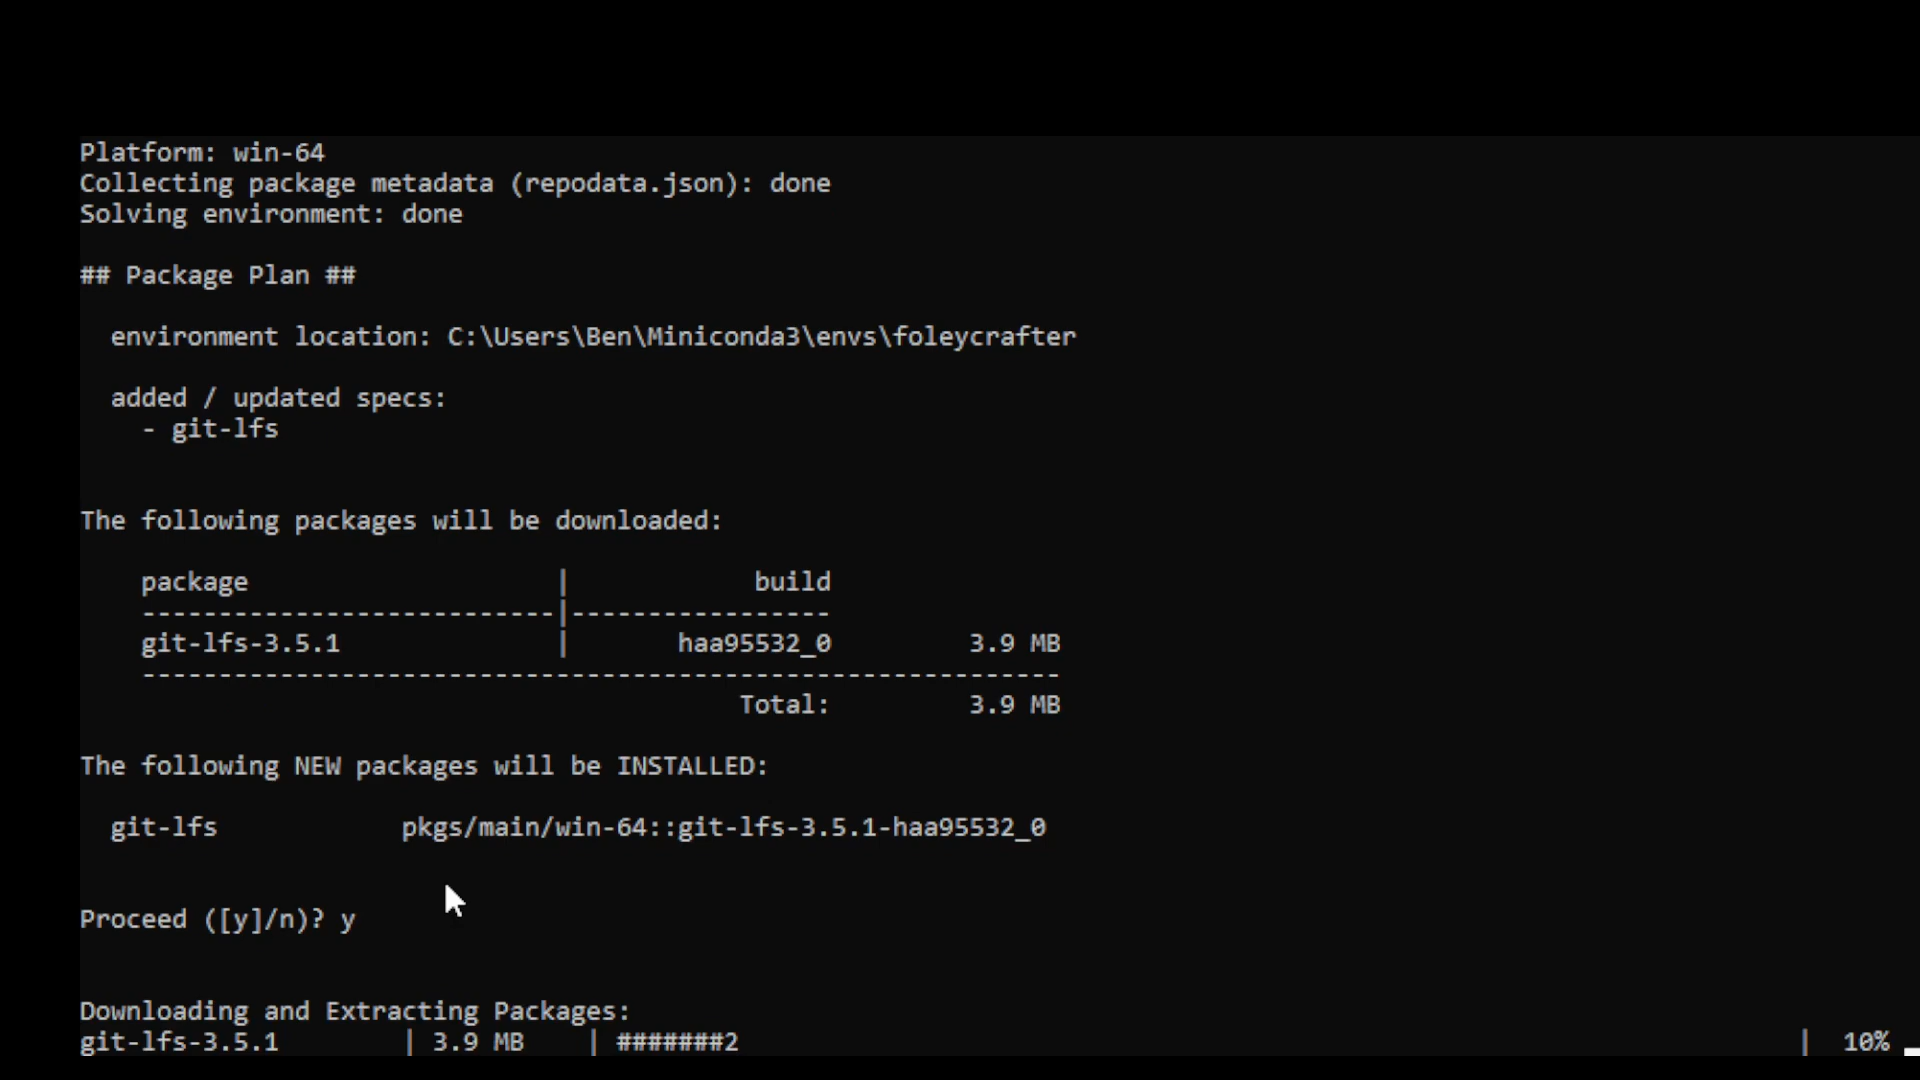 Platform: win-64
Collecting package metadata (repodata.json): done
Solving environment: done
## Package Plan ##
environment location: C:\Users\Ben\Miniconda3\envs\foleycrafter
added / updated specs:
- git-lfs
The following packages will be downloaded:
package | build
---------------------------|-----------------
git-lfs-3.5.1 | haa95532_0 3.9 MB
------------------------------------------------------------
Total: 3.9 MB
The following NEW packages will be INSTALLED:
git-lfs pkgs/main/win-64::git-lfs-3.5.1-haa95532_0
Proceed ([y]/n)? y
Downloading and Extracting Packages:
git-lfs-3.5.1 | 3.9 MB | #######2 | 10%